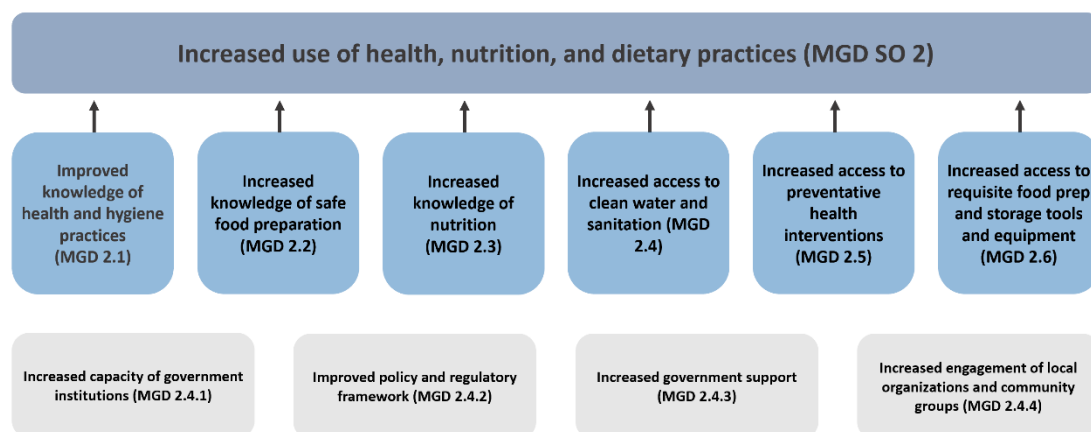 Increased use of health, nutrition, and dietary practices (MGD SO 2)
Improved
knowledge of
health and hygiene
practices
(MGD 2.1)
Increased
knowledge of safe
food preparation
(MGD 2.2)
Increased
knowledge of
nutrition
(MGD 2.3)
Increased access to
clean water and
sanitation (MGD
2.4)
Increased access to
preventative
health
interventions
(MGD 2.5)
Increased access to
requisite food prep
and storage tools
and equipment
(MGD 2.6)
Increased capacity of government
institutions (MGD 2.4.1)
Improved policy and regulatory
framework (MGD 2.4.2)
Increased government support
(MGD 2.4.3)
Increased engagement of local
organizations and community
groups (MGD 2.4.4)